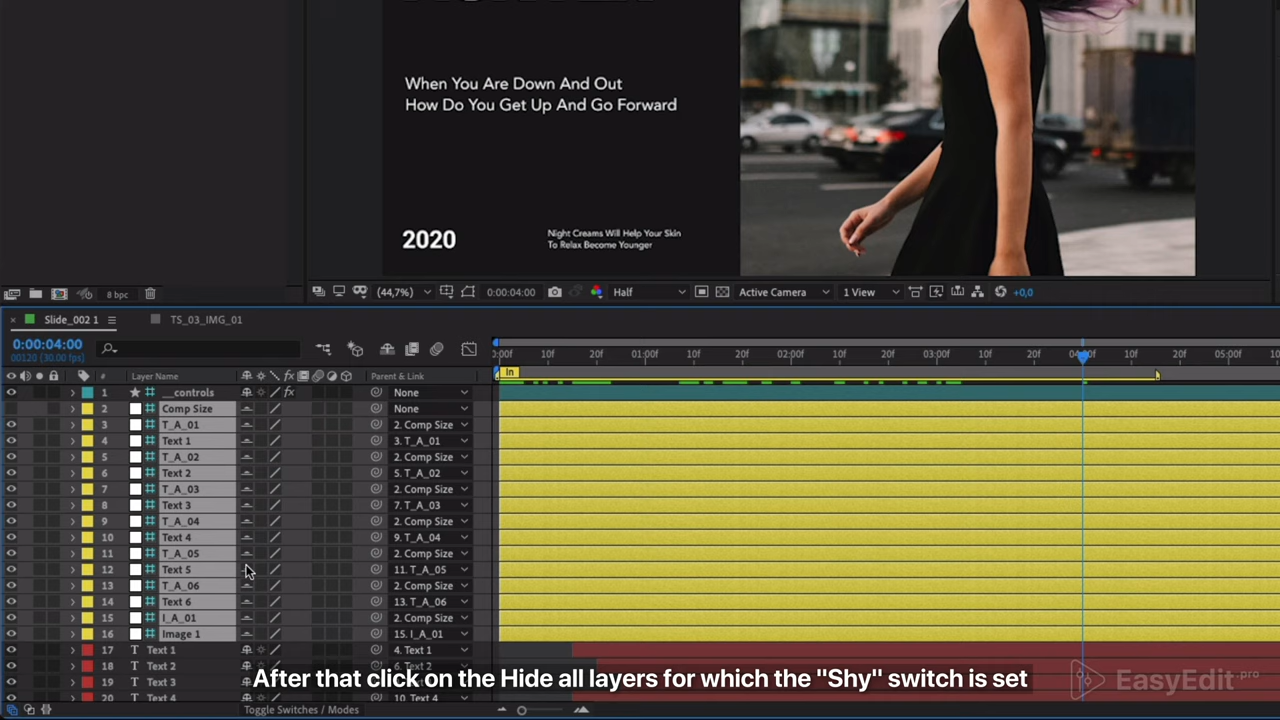 When You Are Down And Out
How Do You Get Up And Go Forward
2020
Night Creams Will Help Your Skin
To Relax Become Younger
8 bpc
(44,7%)
0:00:04:00
Half
Active Camera
1 View
+0,0
Slide_002 1
TS_03_IMG_01
0:00:04:00
00120 (30.00 fps)
:00f 10f 20f 01:00f 10f 20f 02:00f 10f 20f 03:00f 10f 20f 04:00f 10f 20f 05:00f
In
# Layer Name fx Parent & Link
1 __controls fx None
2 Comp Size None
3 T_A_01 2. Comp Size
4 Text 1 3. T_A_01
5 T_A_02 2. Comp Size
6 Text 2 5. T_A_02
7 T_A_03 2. Comp Size
8 Text 3 7. T_A_03
9 T_A_04 2. Comp Size
10 Text 4 9. T_A_04
11 T_A_05 2. Comp Size
12 Text 5 11. T_A_05
13 T_A_06 2. Comp Size
14 Text 6 13. T_A_06
15 I_A_01 2. Comp Size
16 Image 1 15. I_A_01
17 T Text 1 4. Text 1
18 T Text 2 6. Text 2
19 T Text 3
20 T Text 4 10. Text 4
After that click on the Hide all layers for which the "Shy" switch is set
EasyEdit.pro
Toggle Switches / Modes